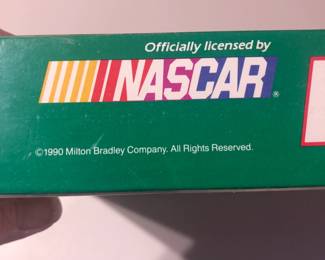 Officially licensed by
NASCAR®
©1990 Milton Bradley Company. All Rights Reserved.